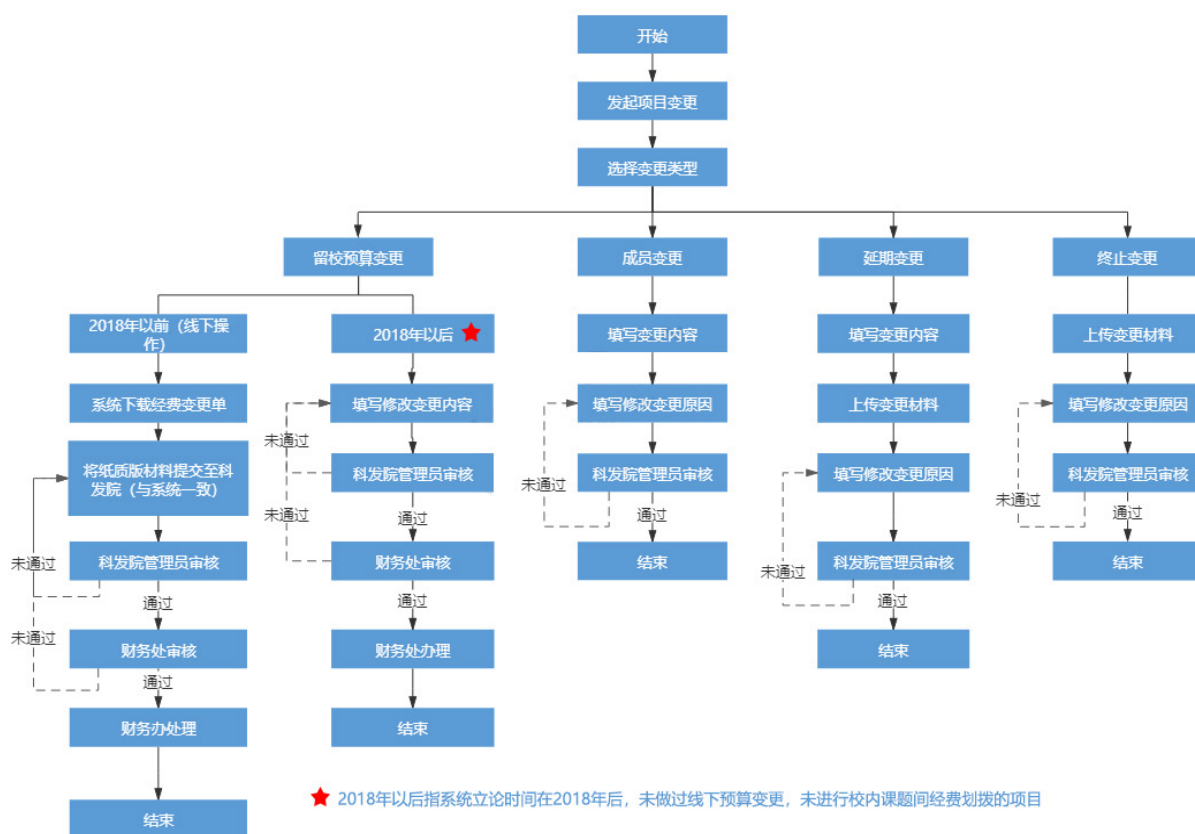 开始
发起项目变更
选择变更类型
留校预算变更
成员变更
延期变更
终止变更
2018年以前（线下操
作）
2018年以后
填写变更内容
填写变更内容
上传变更材料
系统下载经费变更单
填写修改变更内容
填写修改变更原因
上传变更材料
填写修改变更原因
未通过
将纸质版材料提交至科
发院（与系统一致）
科发院管理员审核
科发院管理员审核
填写修改变更原因
科发院管理员审核
未通过
未通过
未通过
通过
通过
通过
未通过
科发院管理员审核
财务处审核
结束
科发院管理员审核
结束
未通过
未通过
通过
通过
通过
未通过
财务处审核
财务处办理
结束
通过
财务办处理
结束
2018年以后指系统立论时间在2018年后，未做过线下预算变更，未进行校内课题间经费划拨的项目
结束